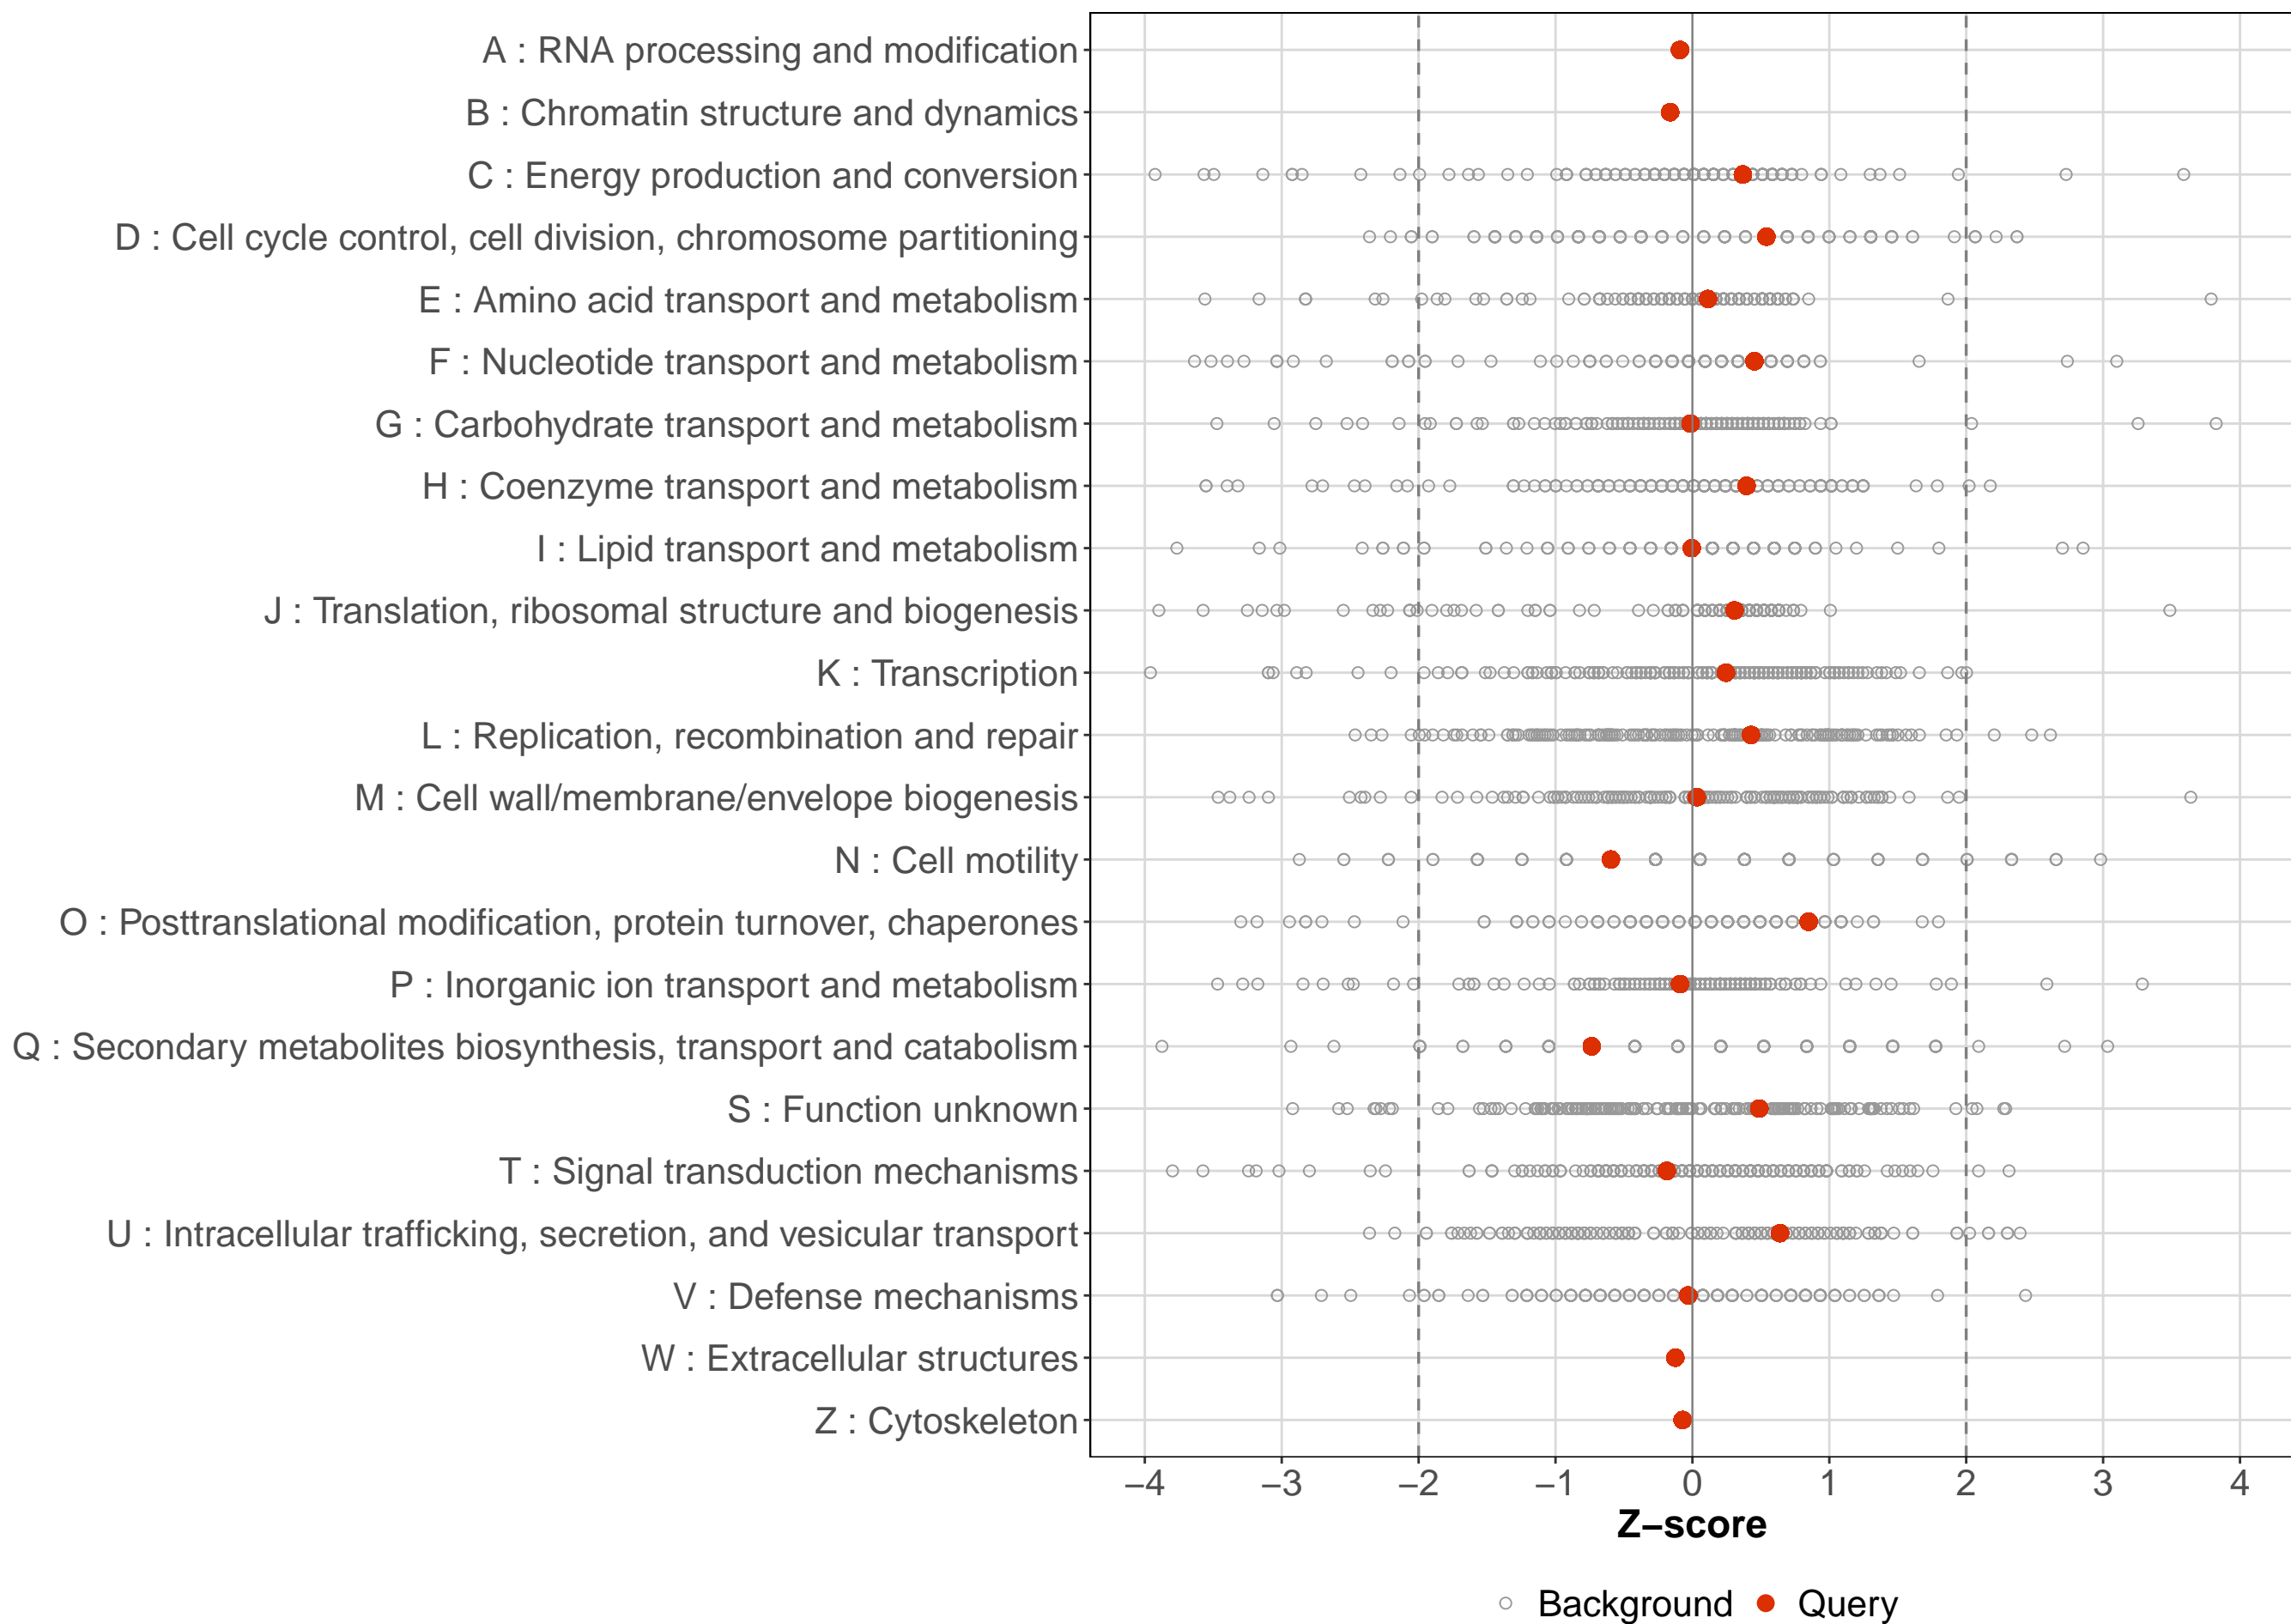 A : RNA processing and modification
B : Chromatin structure and dynamics
C : Energy production and conversion
D : Cell cycle control, cell division, chromosome partitioning
E : Amino acid transport and metabolism
F : Nucleotide transport and metabolism
G : Carbohydrate transport and metabolism
H : Coenzyme transport and metabolism
I : Lipid transport and metabolism
J : Translation, ribosomal structure and biogenesis
K : Transcription
L : Replication, recombination and repair
M : Cell wall/membrane/envelope biogenesis
N : Cell motility
O : Posttranslational modification, protein turnover, chaperones
P : Inorganic ion transport and metabolism
Q : Secondary metabolites biosynthesis, transport and catabolism
S : Function unknown
T : Signal transduction mechanisms
U : Intracellular trafficking, secretion, and vesicular transport
V : Defense mechanisms
W : Extracellular structures
Z : Cytoskeleton
−4 −3 −2 −1 0 1 2 3 4
Z−score
Background Query